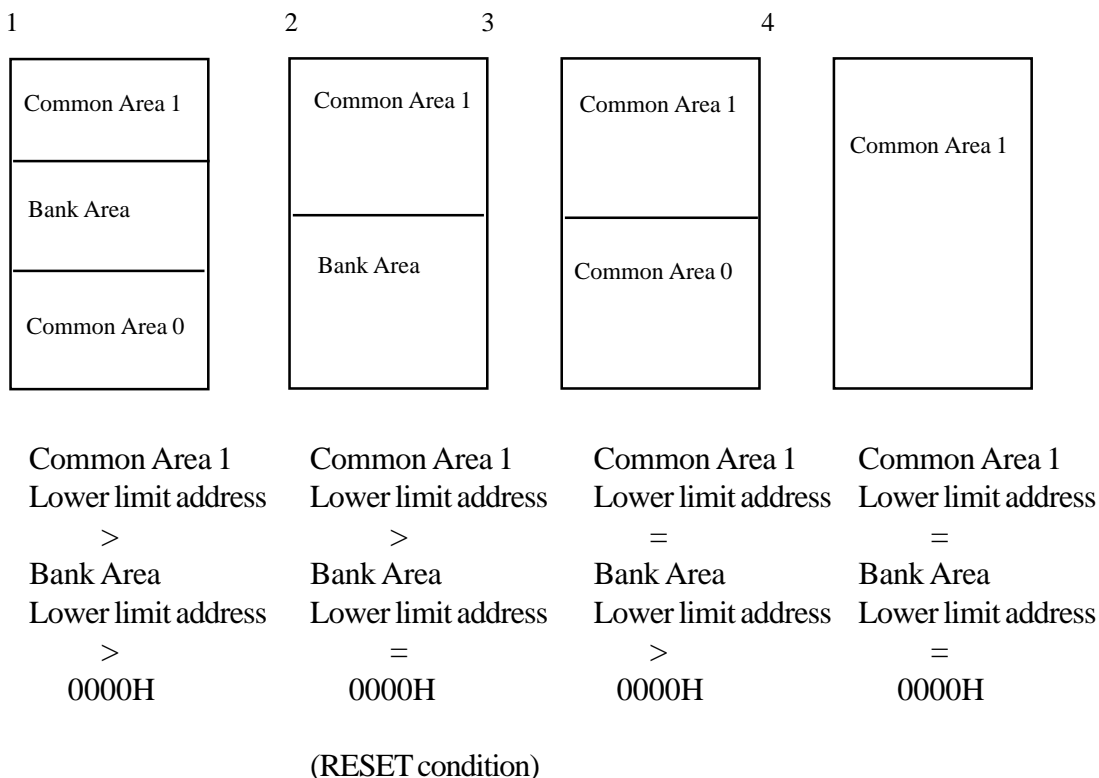 1 2 3 4
Common Area 1
Bank Area
Common Area 0
Common Area 1
Bank Area
Common Area 1
Common Area 0
Common Area 1
Common Area 1
Lower limit address
>
Bank Area
Lower limit address
>
0000H
Common Area 1
Lower limit address
>
Bank Area
Lower limit address
=
0000H
(RESET condition)
Common Area 1
Lower limit address
=
Bank Area
Lower limit address
>
0000H
Common Area 1
Lower limit address
=
Bank Area
Lower limit address
=
0000H